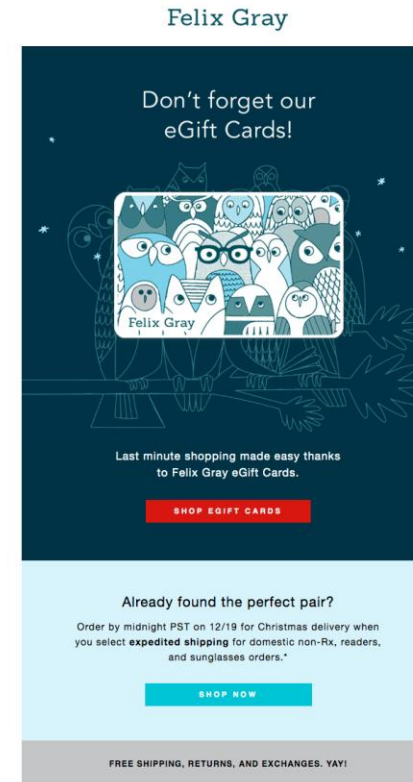 Felix Gray
Don't forget our
eGift Cards!
Felix Gray
Last minute shopping made easy thanks
to Felix Gray eGift Cards.
SHOP EGIFT CARDS
Already found the perfect pair?
Order by midnight PST on 12/19 for Christmas delivery when
you select expedited shipping for domestic non-Rx, readers,
and sunglasses orders.*
SHOP NOW
FREE SHIPPING, RETURNS, AND EXCHANGES. YAY!